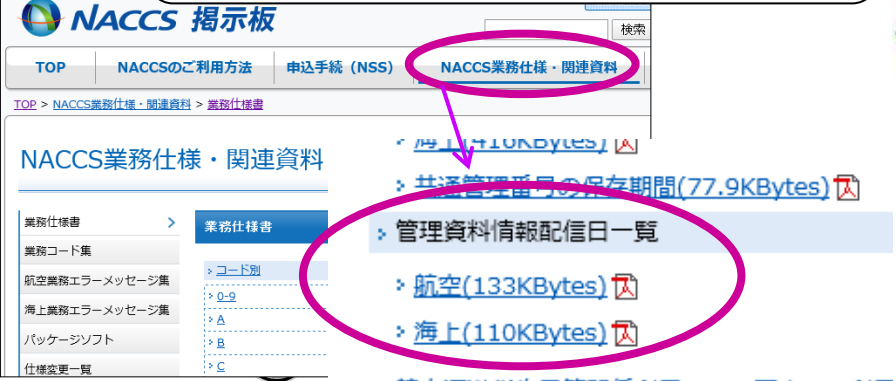 NACCS 掲示板
検索
TOP NACCSのご利用方法 申込手続（NSS） NACCS業務仕様・関連資料
TOP > NACCS業務仕様・関連資料 > 業務仕様書
NACCS業務仕様・関連資料
業務仕様書
業務コード集
航空業務エラーメッセージ集
海上業務エラーメッセージ集
パッケージソフト
仕様変更一覧
業務仕様書
コード別
0-9
A
B
C
海上(410KBytes)
共通管理番号の保存期間(77.9KBytes)
管理資料情報配信日一覧
航空(133KBytes)
海上(110KBytes)